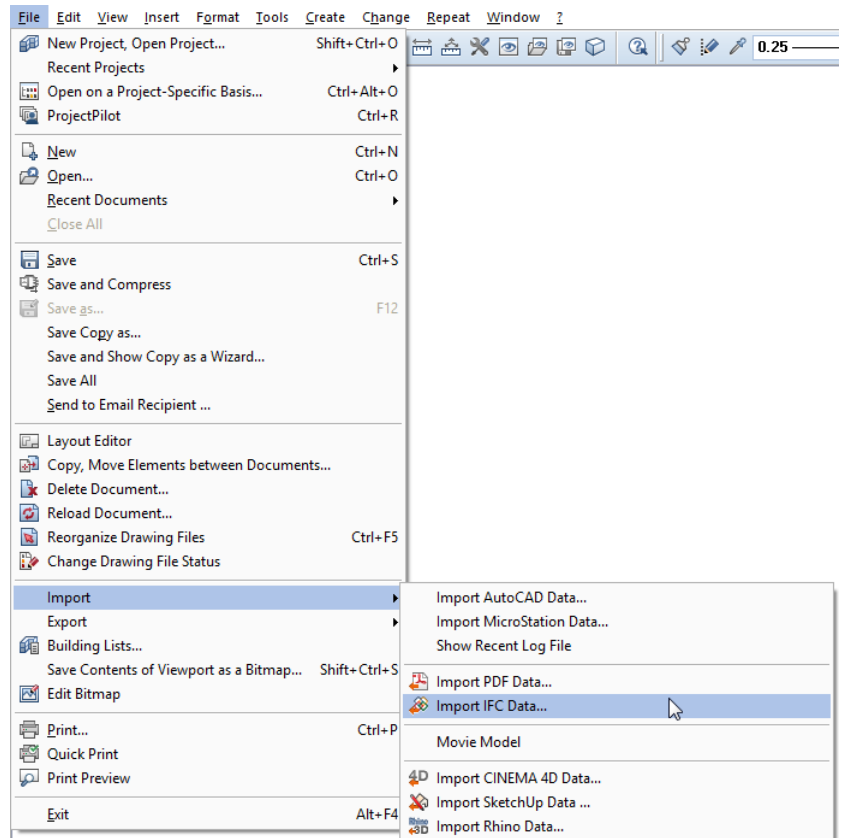 File Edit View Insert Format Tools Create Change Repeat Window ?
0.25
New Project, Open Project... Shift+Ctrl+O
Recent Projects
Open on a Project-Specific Basis... Ctrl+Alt+O
ProjectPilot Ctrl+R
New Ctrl+N
Open... Ctrl+O
Recent Documents
Close All
Save Ctrl+S
Save and Compress
Save as... F12
Save Copy as...
Save and Show Copy as a Wizard...
Save All
Send to Email Recipient ...
Layout Editor
Copy, Move Elements between Documents...
Delete Document...
Reload Document...
Reorganize Drawing Files Ctrl+F5
Change Drawing File Status
Import
Export
Building Lists...
Save Contents of Viewport as a Bitmap... Shift+Ctrl+S
Edit Bitmap
Print... Ctrl+P
Quick Print
Print Preview
Exit Alt+F4
Import AutoCAD Data...
Import MicroStation Data...
Show Recent Log File
Import PDF Data...
Import IFC Data...
Movie Model
4D Import CINEMA 4D Data...
Import SketchUp Data ...
Rhino 3D Import Rhino Data...